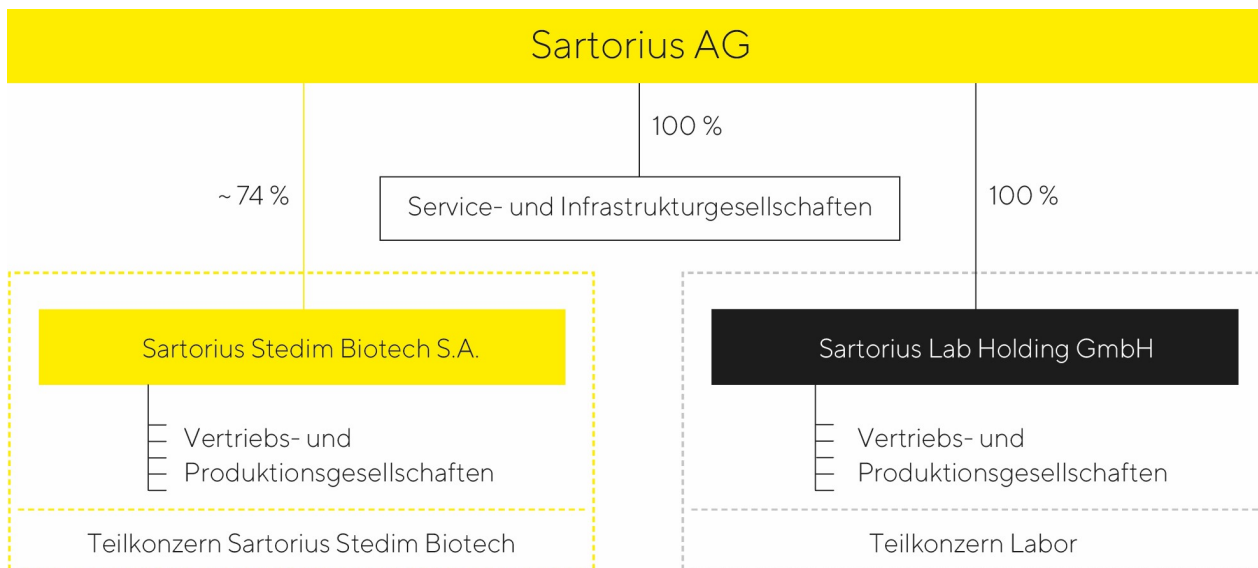 Sartorius AG
100 %
~ 74 %
Service- und Infrastrukturgesellschaften
100 %
Sartorius Stedim Biotech S.A.
Vertriebs- und
Produktionsgesellschaften
Teilkonzern Sartorius Stedim Biotech
Sartorius Lab Holding GmbH
Vertriebs- und
Produktionsgesellschaften
Teilkonzern Labor